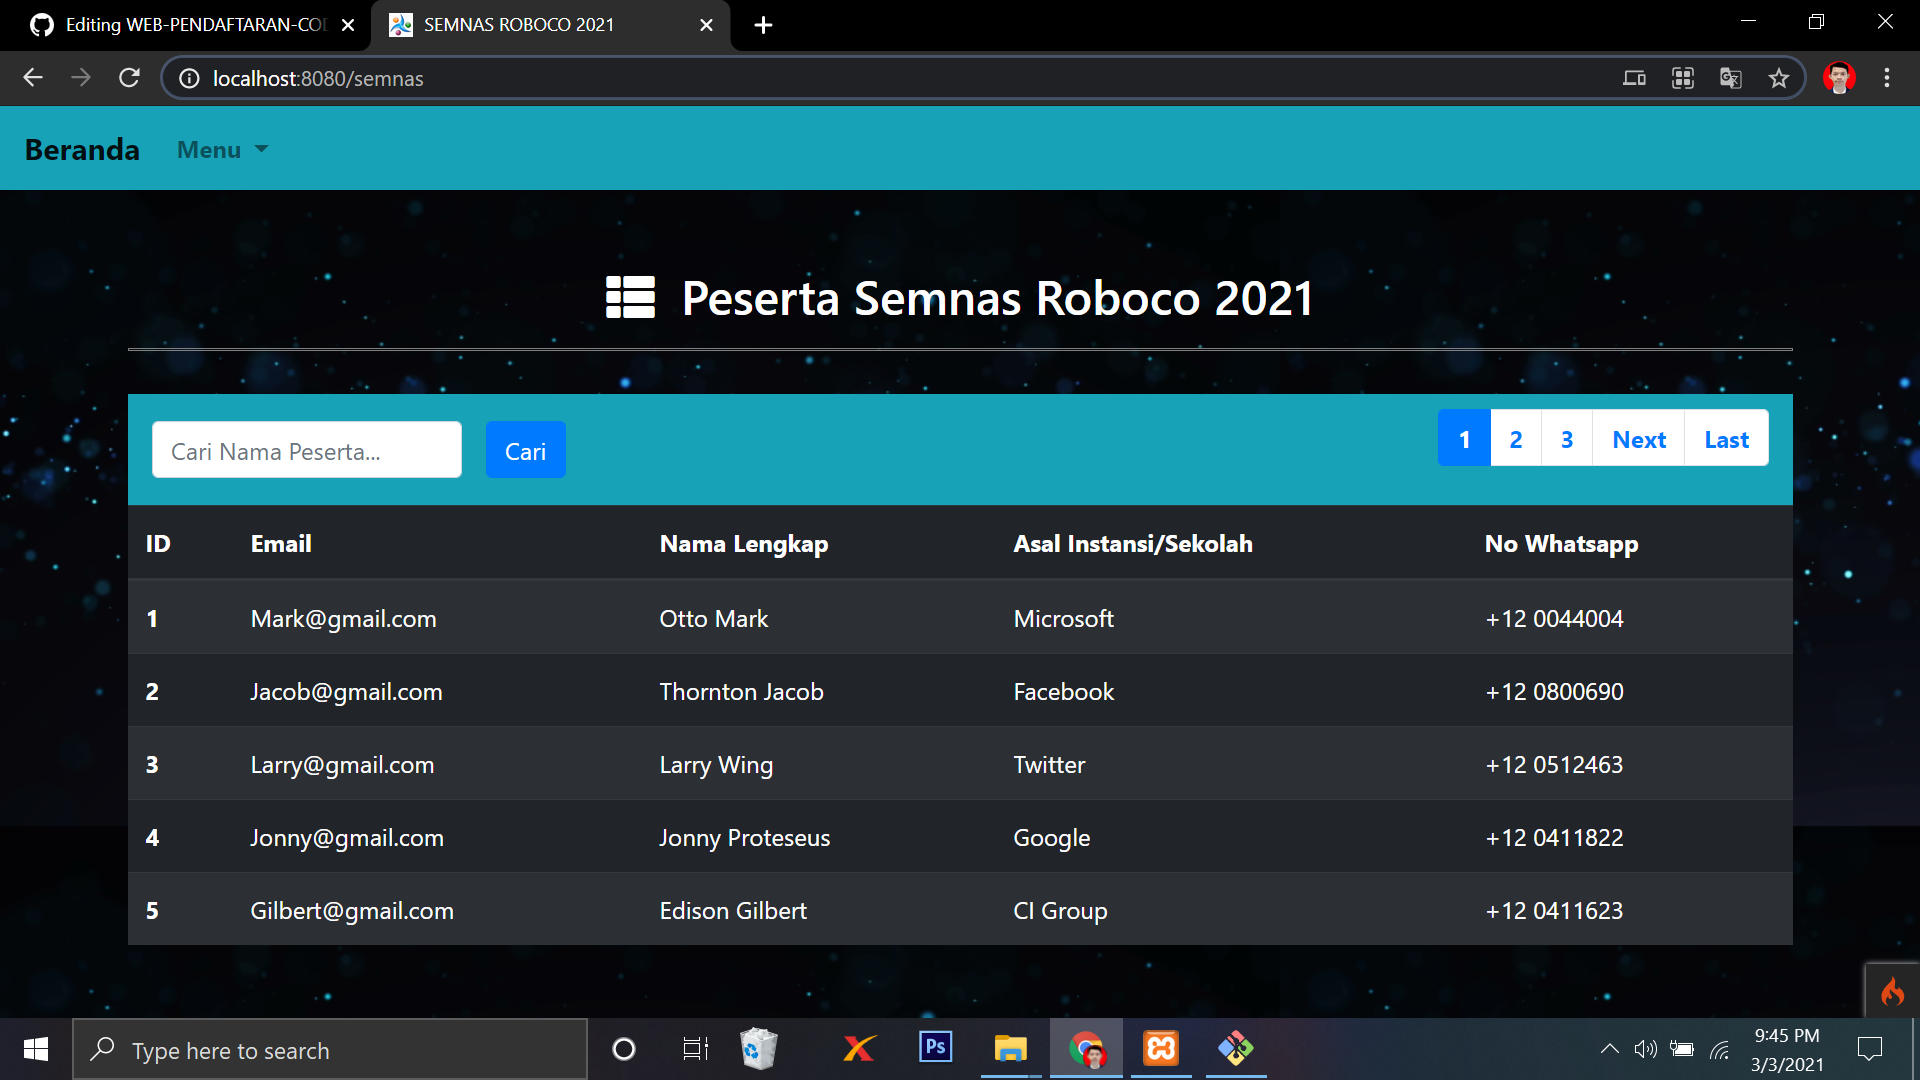 Editing WEB-PENDAFTARAN-COD
SEMNAS ROBOCO 2021
localhost:8080/semnas
Beranda Menu
Peserta Semnas Roboco 2021
Cari Nama Peserta... Cari 1 2 3 Next Last
ID Email Nama Lengkap Asal Instansi/Sekolah No Whatsapp
1 Mark@gmail.com Otto Mark Microsoft +12 0044004
2 Jacob@gmail.com Thornton Jacob Facebook +12 0800690
3 Larry@gmail.com Larry Wing Twitter +12 0512463
4 Jonny@gmail.com Jonny Proteseus Google +12 0411822
5 Gilbert@gmail.com Edison Gilbert CI Group +12 0411623
Type here to search
Ps
9:45 PM
3/3/2021